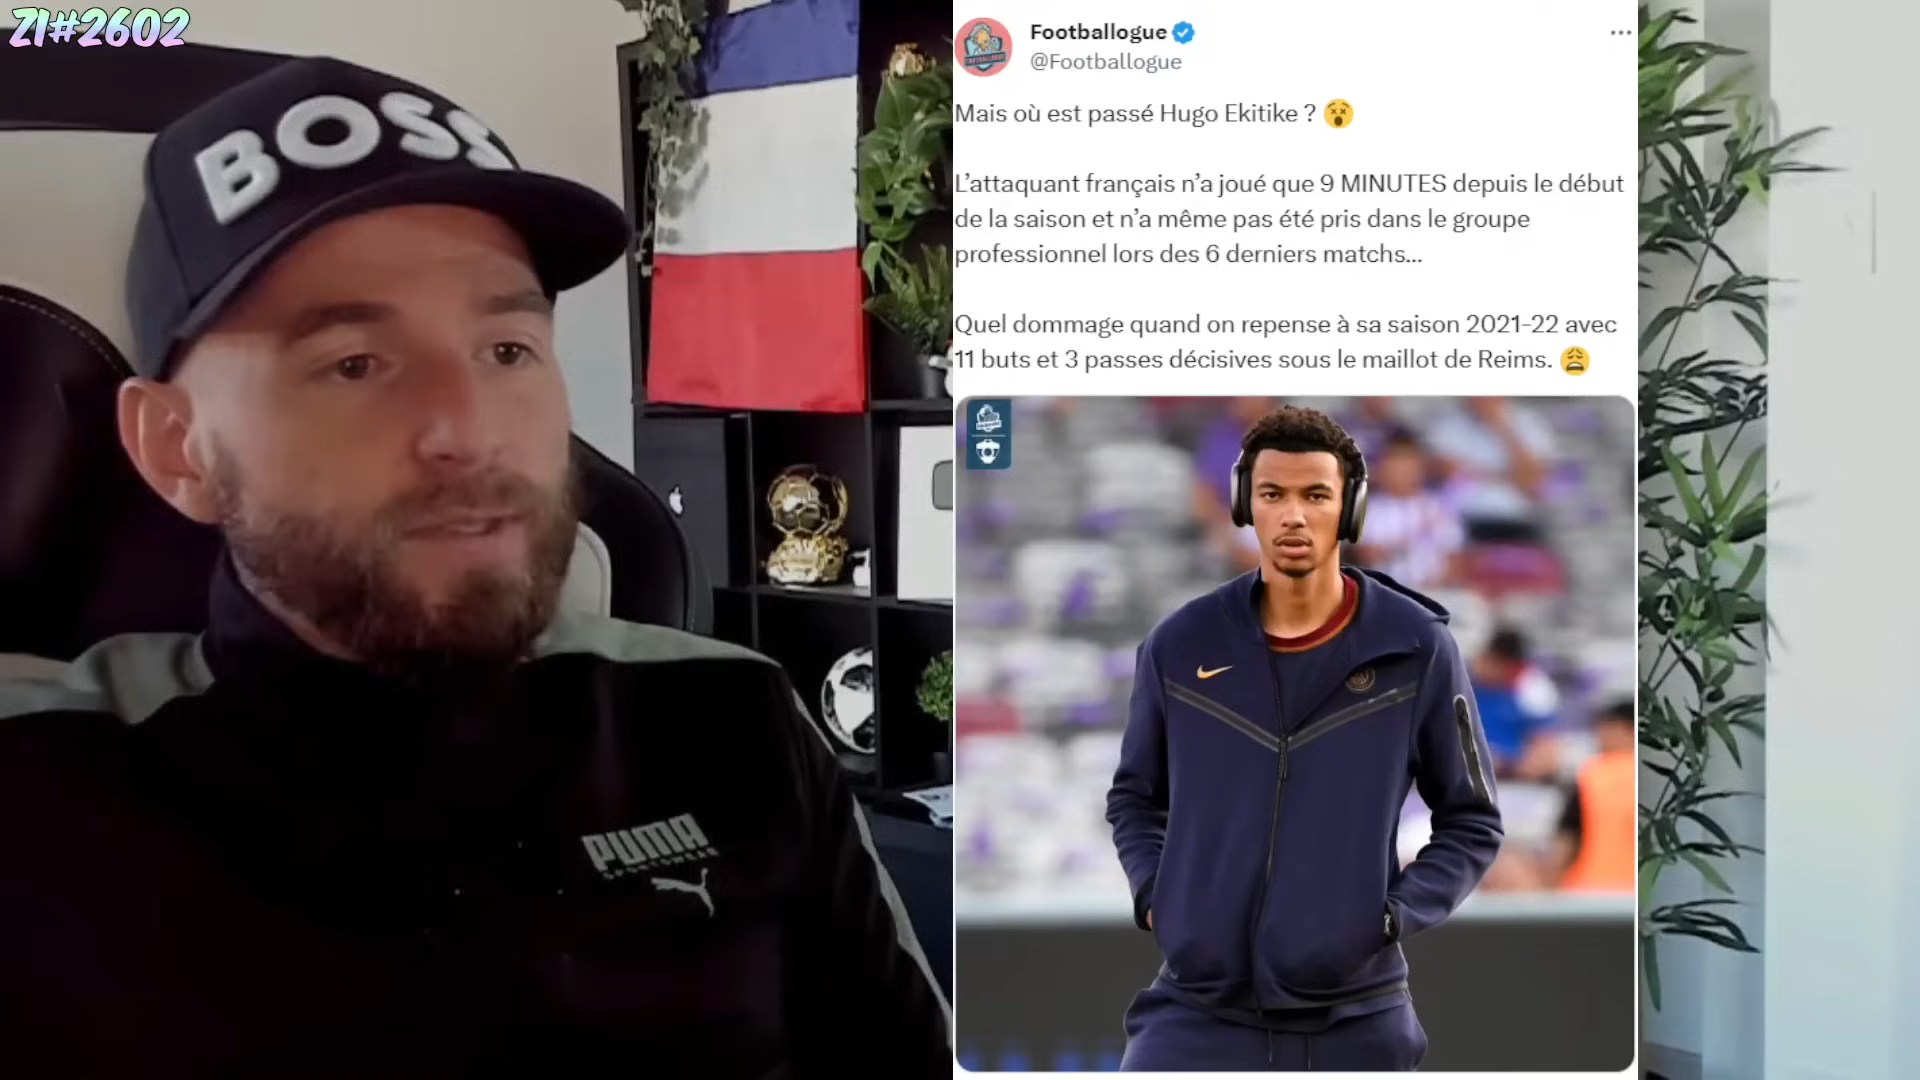 ZI#2602
BOSS
PUMA
Footballogue
@Footballogue
Mais où est passé Hugo Ekitike ? 😵
L’attaquant français n’a joué que 9 MINUTES depuis le début
de la saison et n’a même pas été pris dans le groupe
professionnel lors des 6 derniers matchs...
Quel dommage quand on repense à sa saison 2021-22 avec
11 buts et 3 passes décisives sous le maillot de Reims. 😩